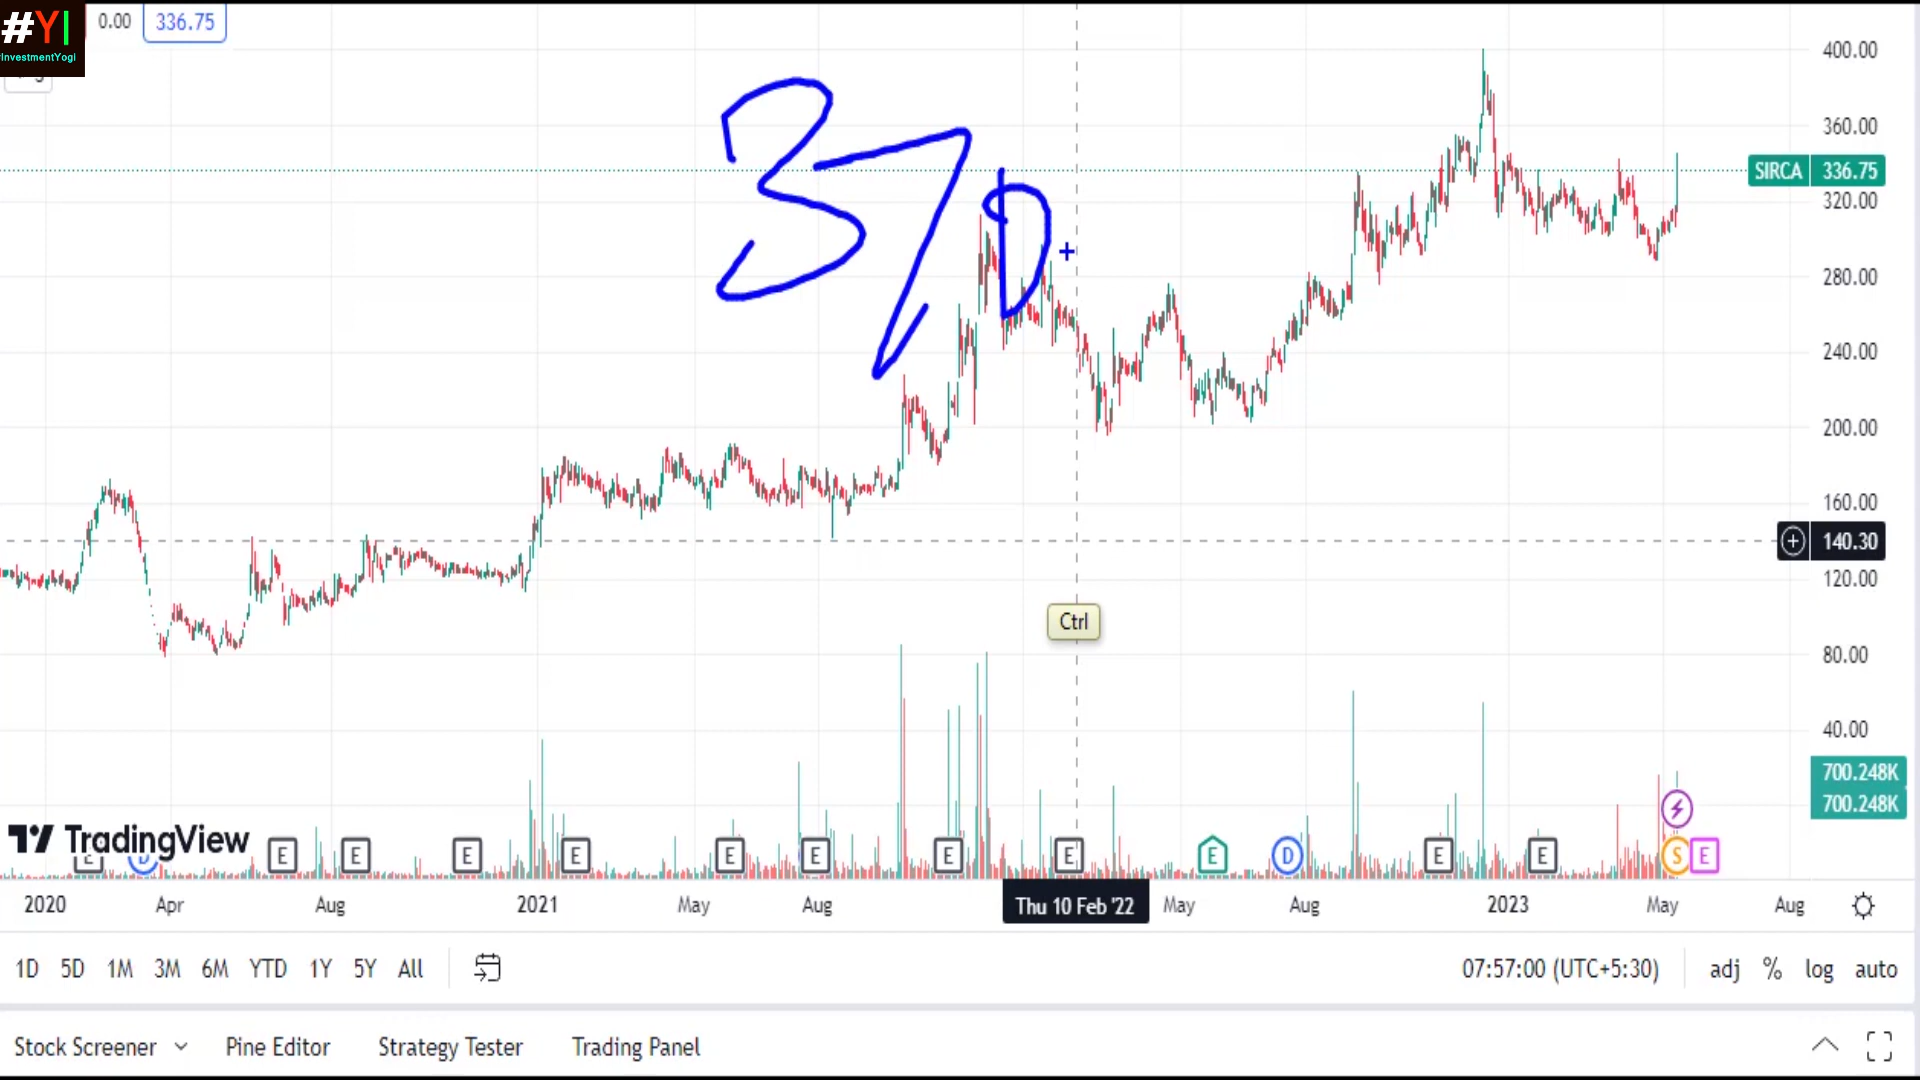 #YI
InvestmentYogi
0.00 336.75
400.00
360.00
SIRCA 336.75
320.00
280.00
240.00
200.00
160.00
140.30
120.00
Ctrl
80.00
40.00
700.248K
700.248K
TradingView
E D E E E E E E E E E D E E S E
2020 Apr Aug 2021 May Aug Thu 10 Feb '22 May Aug 2023 May Aug
1D 5D 1M 3M 6M YTD 1Y 5Y All 07:57:00 (UTC+5:30) adj % log auto
Stock Screener Pine Editor Strategy Tester Trading Panel